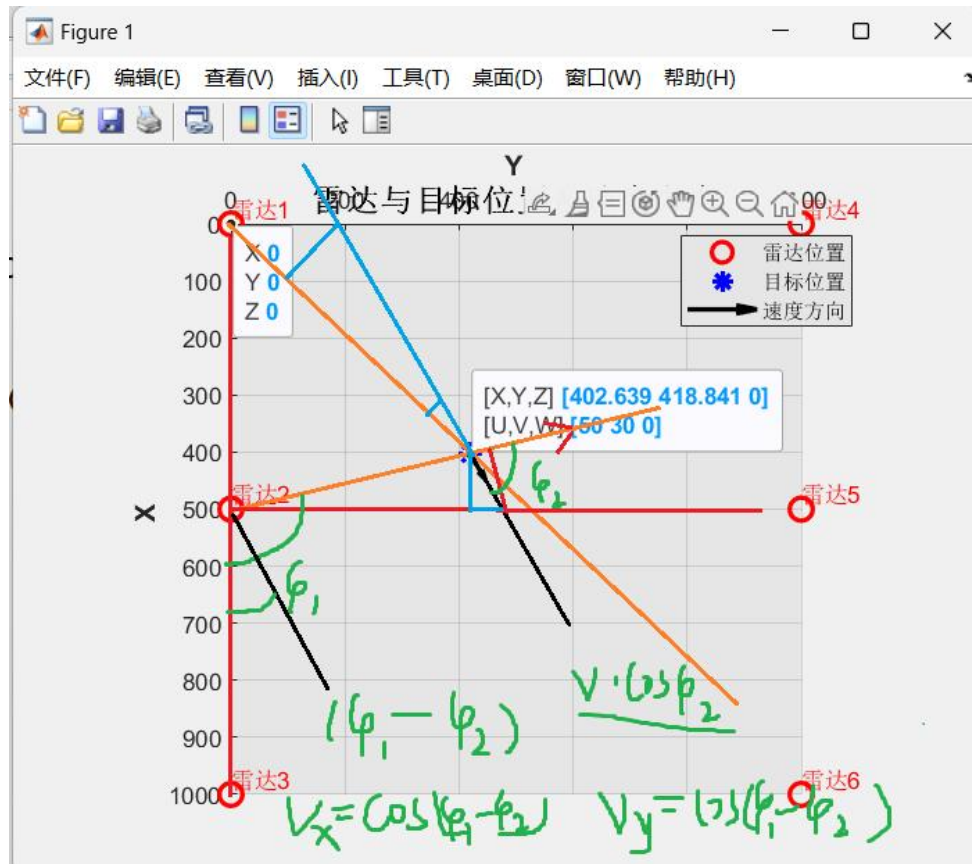 Figure 1
文件(F) 编辑(E) 查看(V) 插入(I) 工具(T) 桌面(D) 窗口(W) 帮助(H)
Y
雷达与目标位
0 400 00
雷达1 雷达4
0
X 0
Y 0
Z 0
雷达位置
目标位置
速度方向
100
200
300
[X,Y,Z] [402.639 418.841 0]
[U,V,W] [50 30 0]
400
φ₂
雷达2 雷达5
X
500
600
φ₁
700
800
V·cosφ₂
(φ₁ — φ₂)
900
雷达3 雷达6
1000
Vx=cos(φ₁-φ₂) Vy=cos(φ₁-φ₂)